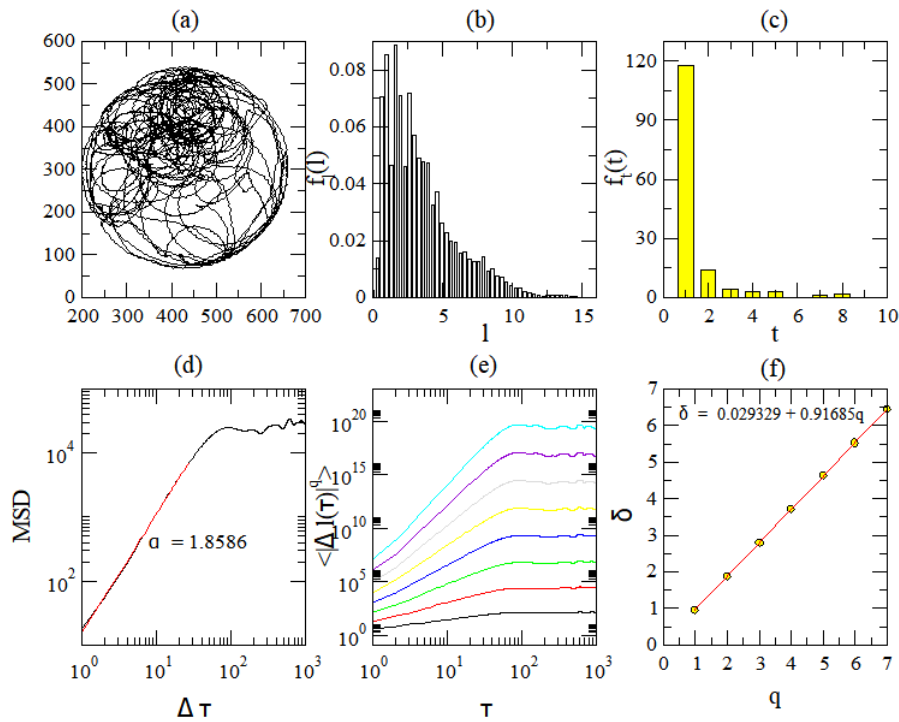 (a)
(b)
(c)
600
500
400
300
200
100
0
200 300 400 500 600 700
f_l(l)
0.08
0.06
0.04
0.02
0
0 5 10 15
l
f_t(t)
120
90
60
30
0
0 2 4 6 8 10
t
(d)
(e)
(f)
MSD
10^4
10^2
α = 1.8586
10^0 10^1 10^2 10^3
Δ τ
<|Δ l(τ)|^q>
10^20
10^15
10^10
10^5
10^0
10^0 10^1 10^2 10^3
τ
δ
7
6
5
4
3
2
1
0
δ = 0.029329 + 0.91685q
0 1 2 3 4 5 6 7
q